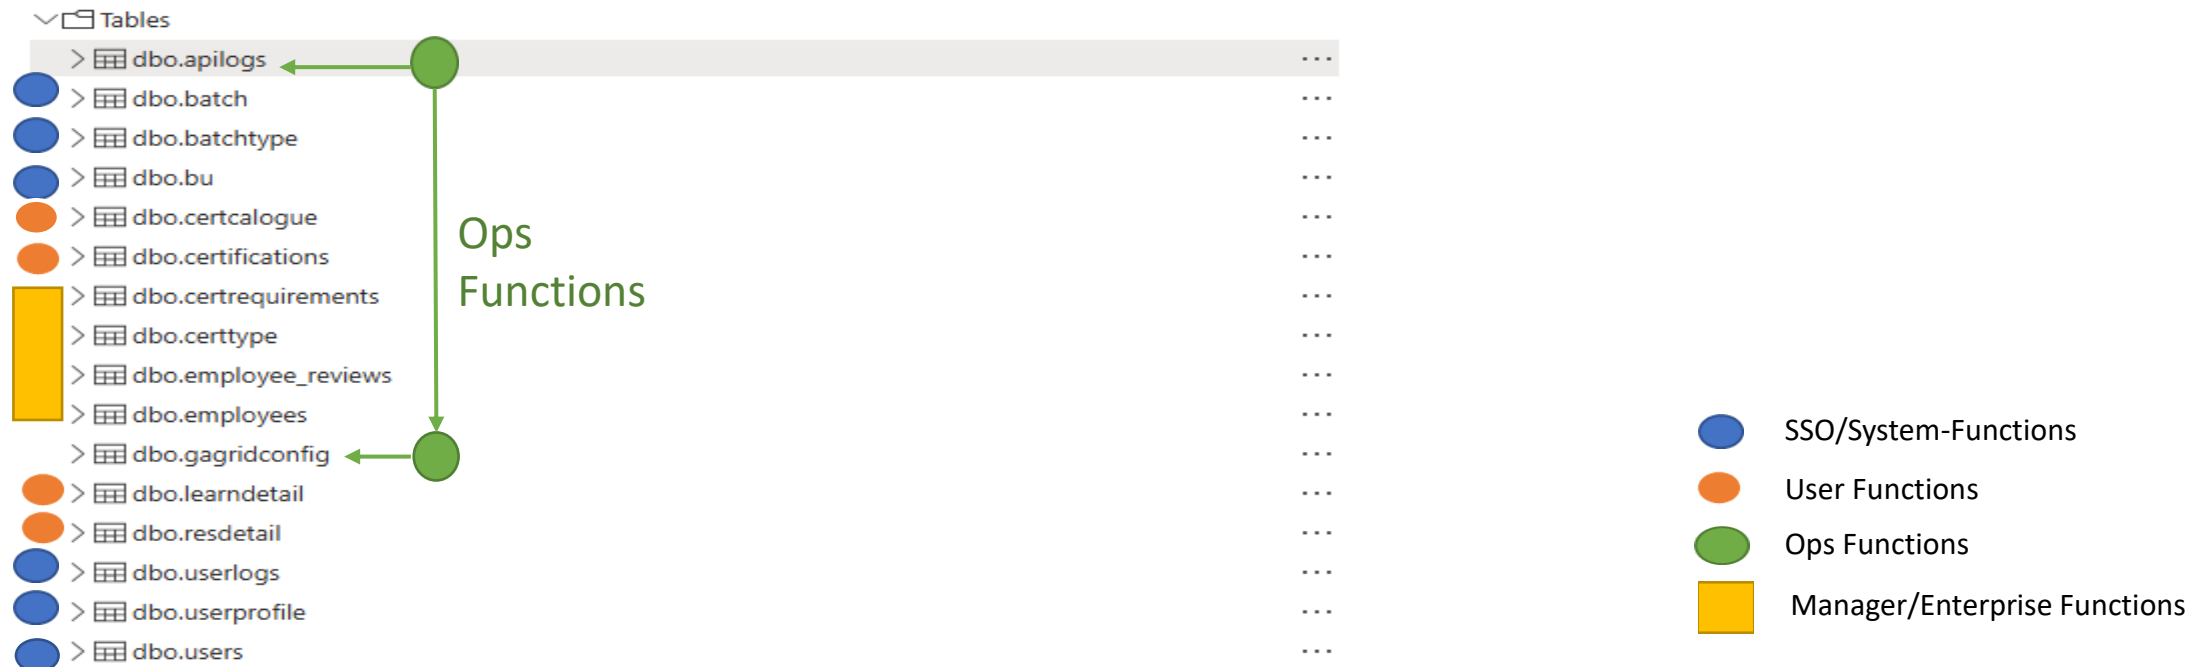 Tables
dbo.apilogs
dbo.batch
dbo.batchtype
dbo.bu
dbo.certcalogue
dbo.certifications
dbo.certrequirements
dbo.certtype
dbo.employee_reviews
dbo.employees
dbo.gagridconfig
dbo.learndetail
dbo.resdetail
dbo.userlogs
dbo.userprofile
dbo.users
Ops
Functions
SSO/System-Functions
User Functions
Ops Functions
Manager/Enterprise Functions